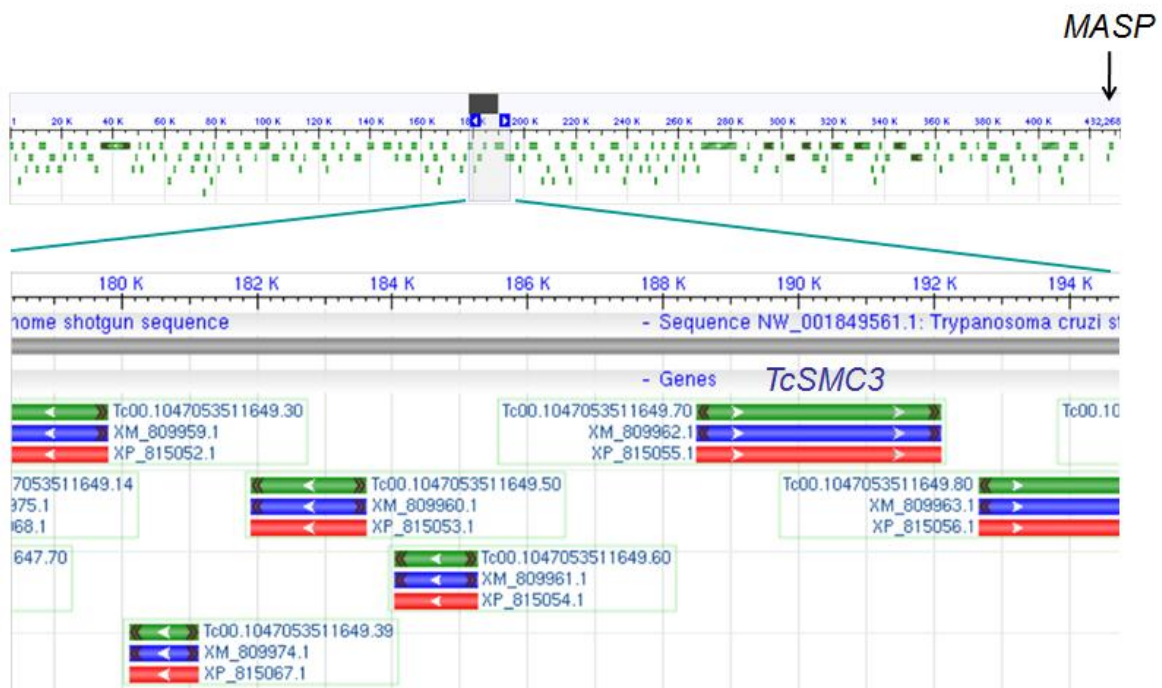 MASP
1 20 K 40 K 60 K 80 K 100 K 120 K 140 K 160 K 200 K 220 K 240 K 260 K 280 K 300 K 320 K 340 K 360 K 380 K 400 K 432,268
180 K 182 K 184 K 186 K 188 K 190 K 192 K 194 K
nome shotgun sequence - Sequence NW_001849561.1: Trypanosoma cruzi st
- Genes TcSMC3
Tc00.1047053511649.30 Tc00.1047053511649.70 Tc00.10
XM_809959.1 XM_809962.1
XP_815052.1 XP_815055.1
7053511649.14 Tc00.1047053511649.50 Tc00.1047053511649.80
975.1 XM_809960.1 XM_809963.1
068.1 XP_815053.1 XP_815056.1
647.70 Tc00.1047053511649.60
XM_809961.1
XP_815054.1
Tc00.1047053511649.39
XM_809974.1
XP_815067.1